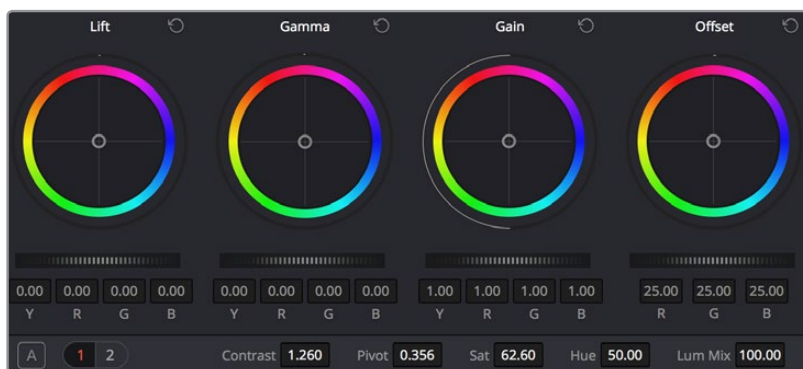 Lift Gamma Gain Offset
0.00 0.00 0.00 0.00 0.00 0.00 0.00 0.00 1.00 1.00 1.00 1.00 25.00 25.00 25.00
Y R G B Y R G B Y R G B R G B
A 1 2 Contrast 1.260 Pivot 0.356 Sat 62.60 Hue 50.00 Lum Mix 100.00